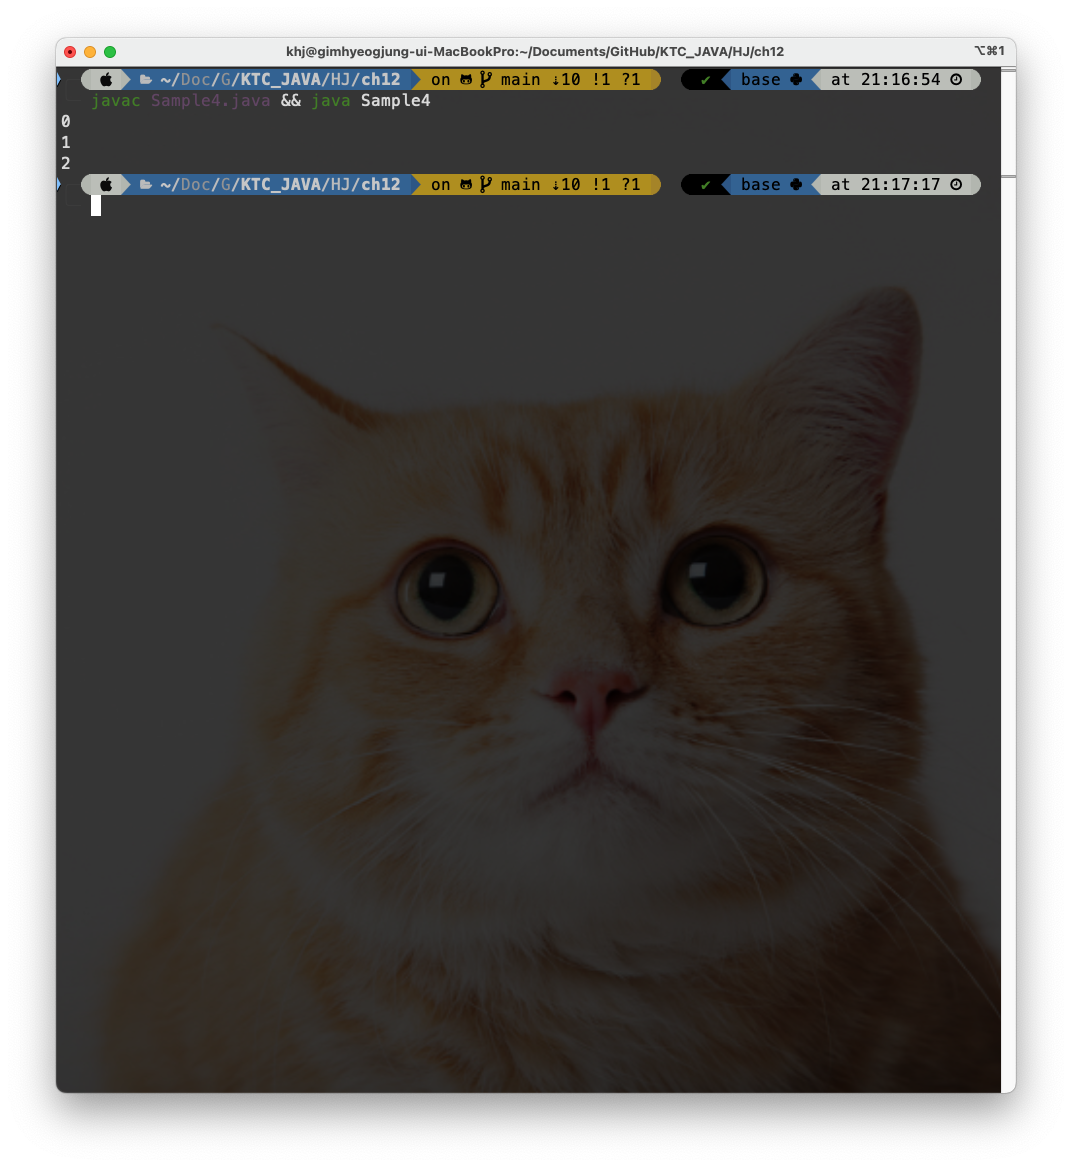 khj@gimhyeogjung-ui-MacBookPro:~/Documents/GitHub/KTC_JAVA/HJ/ch12 ⌥⌘1
~/Doc/G/KTC_JAVA/HJ/ch12 on main ⇣10 !1 ?1 ✔ base at 21:16:54
javac Sample4.java && java Sample4
0
1
2
~/Doc/G/KTC_JAVA/HJ/ch12 on main ⇣10 !1 ?1 ✔ base at 21:17:17